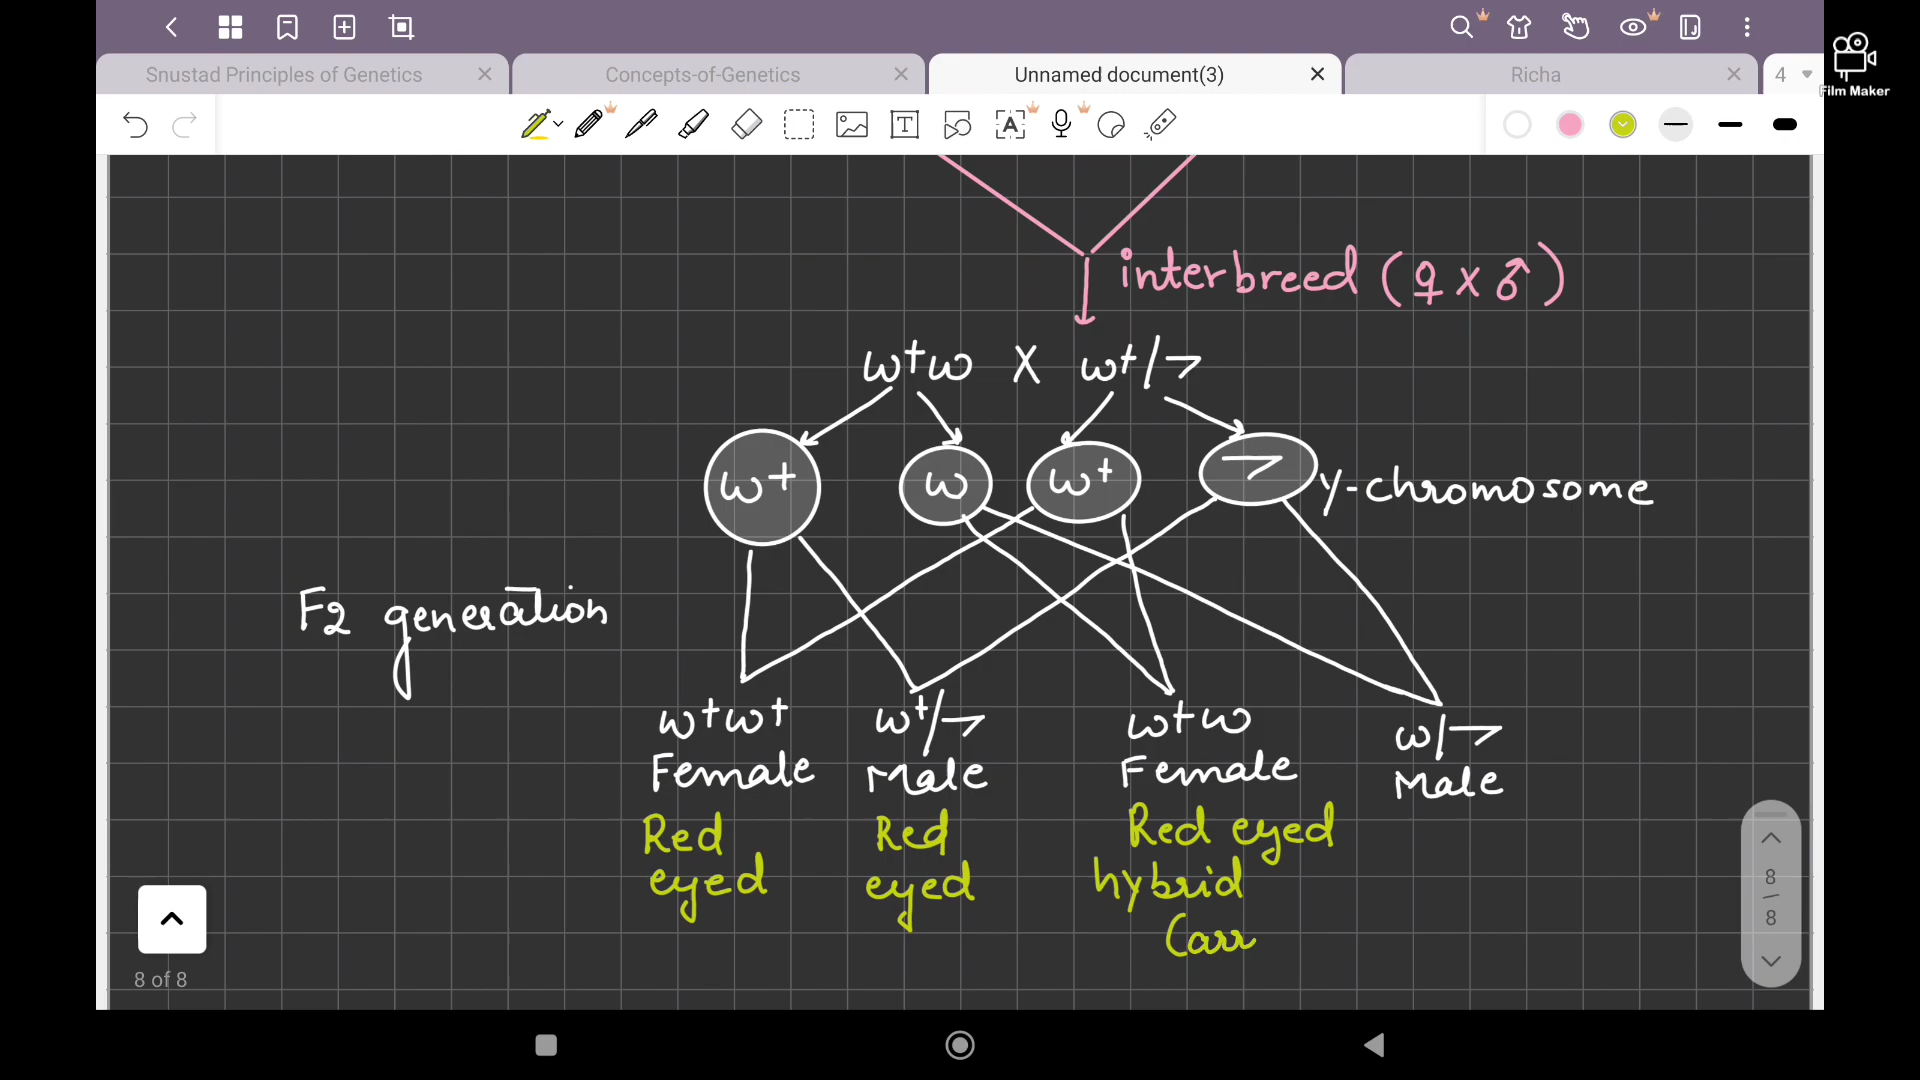 Snustad Principles of Genetics
Concepts-of-Genetics
Unnamed document(3)
Richa
4
Film Maker
interbreed (♀ x ♂)
w+w X w+/⇁
w+ w w+ ⇁ Y-chromosome
F2 generation
w+w+ w+/⇁ w+w w/⇁
Female Male Female Male
Red Red Red eyed
eyed eyed hybrid
(arr
8
8
8 of 8